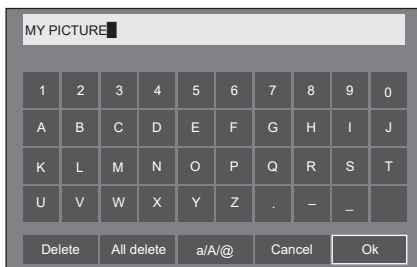 MY PICTURE
1 2 3 4 5 6 7 8 9 0
A B C D E F G H I J
K L M N O P Q R S T
U V W X Y Z . – _
Delete All delete a/A/@ Cancel Ok